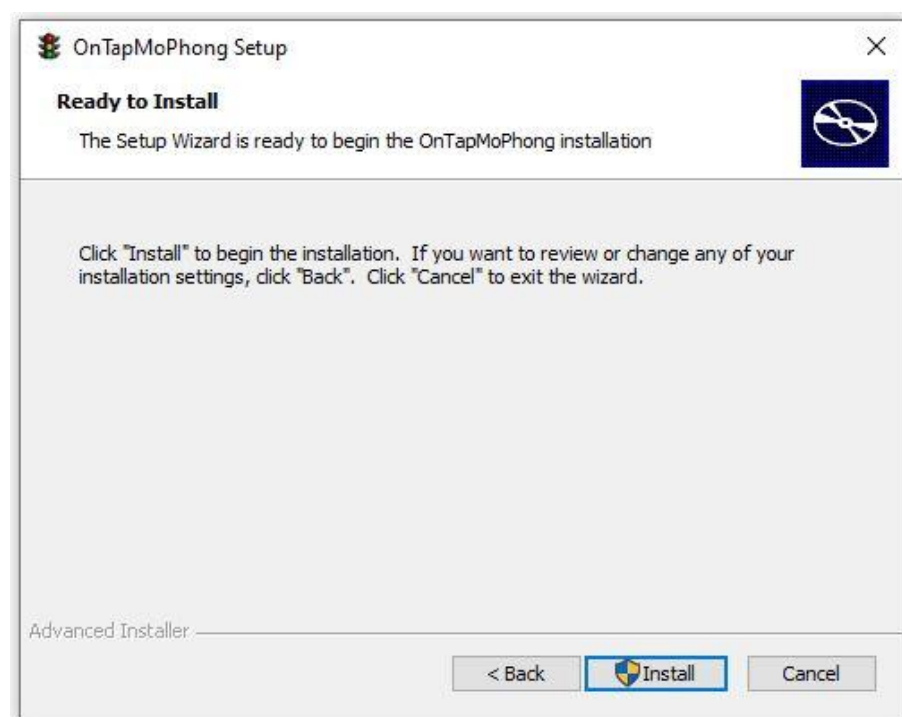 OnTapMoPhong Setup
Ready to Install
The Setup Wizard is ready to begin the OnTapMoPhong installation
Click "Install" to begin the installation.  If you want to review or change any of your
installation settings, click "Back".  Click "Cancel" to exit the wizard.
Advanced Installer
< Back
Install
Cancel